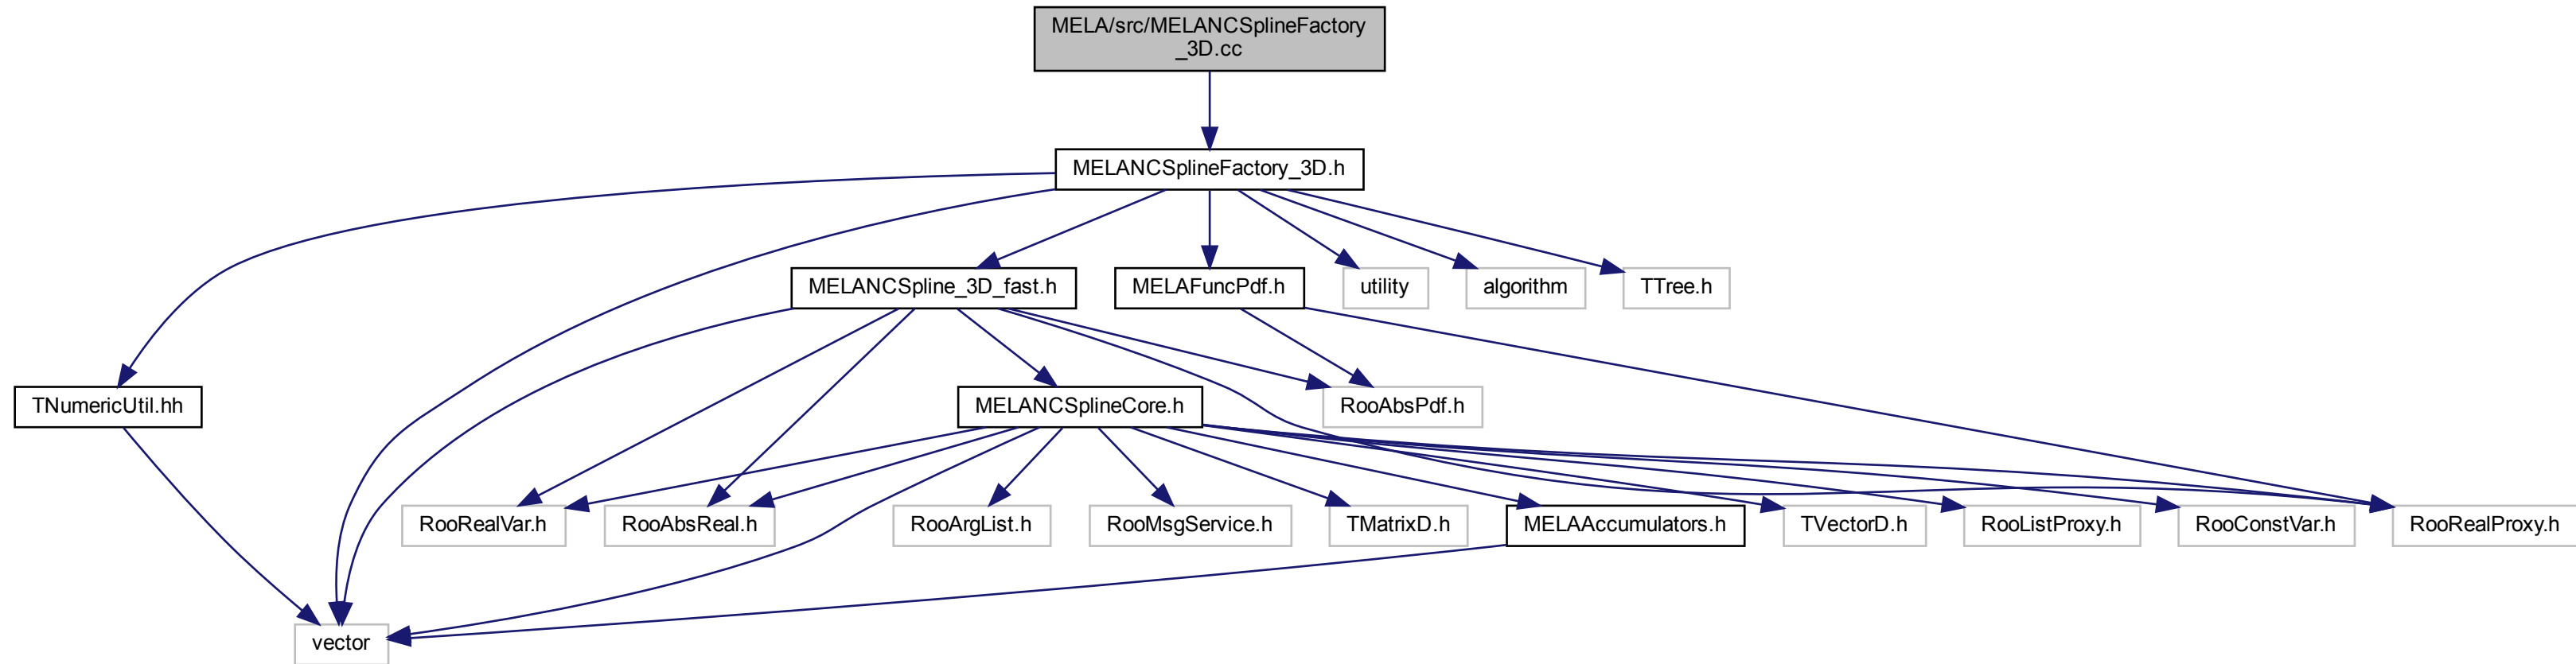 MELA/src/MELANCSplineFactory
_3D.cc
MELANCSplineFactory_3D.h
MELANCSpline_3D_fast.h
MELAFuncPdf.h
utility
algorithm
TTree.h
TNumericUtil.hh
MELANCSplineCore.h
RooAbsPdf.h
RooRealVar.h
RooAbsReal.h
RooArgList.h
RooMsgService.h
TMatrixD.h
MELAAccumulators.h
TVectorD.h
RooListProxy.h
RooConstVar.h
RooRealProxy.h
vector